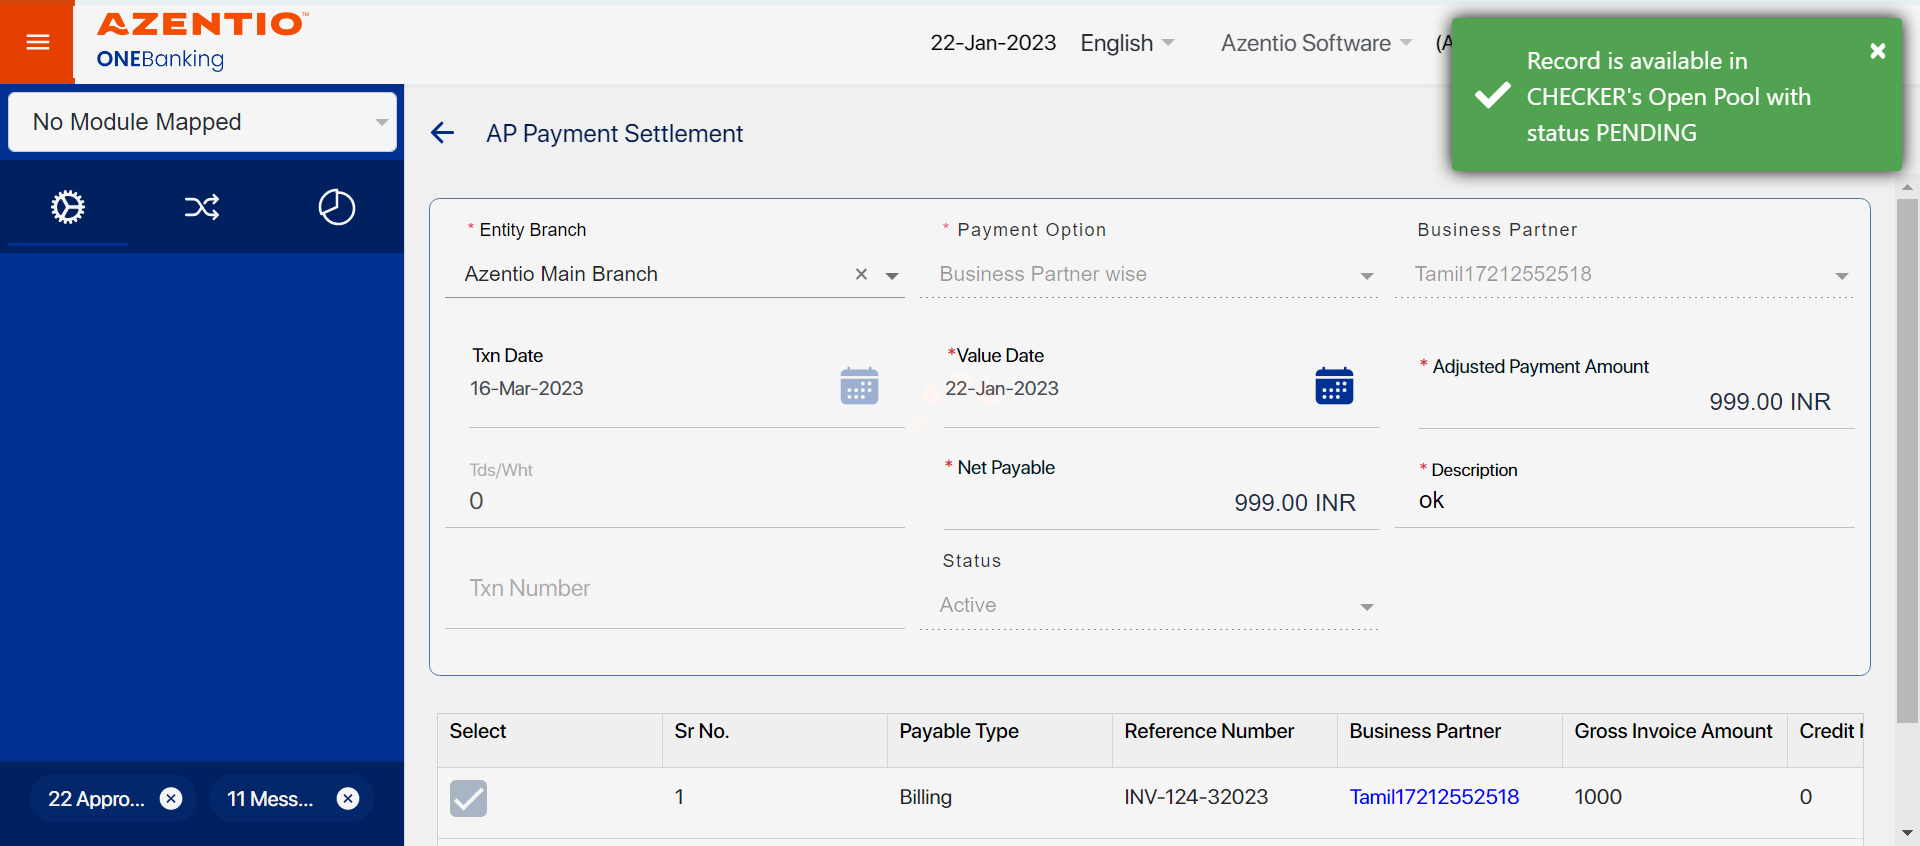 AZENTIO™
ONEBanking
22-Jan-2023
English
Azentio Software
(A
Record is available in
CHECKER's Open Pool with
status PENDING
No Module Mapped
AP Payment Settlement
* Entity Branch
Azentio Main Branch
* Payment Option
Business Partner wise
Business Partner
Tamil17212552518
Txn Date
16-Mar-2023
*Value Date
22-Jan-2023
* Adjusted Payment Amount
999.00 INR
Tds/Wht
0
* Net Payable
999.00 INR
* Description
ok
Txn Number
Status
Active
Select
Sr No.
Payable Type
Reference Number
Business Partner
Gross Invoice Amount
Credit
1
Billing
INV-124-32023
Tamil17212552518
1000
0
22 Appro...
11 Mess...